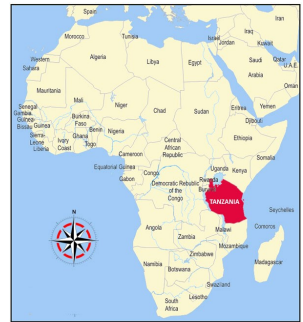 Spain
Iran
Morocco
Tunisia
Israel
Jordan
Iraq
Kuwait
Western
Sahara
Algeria
Libya
Egypt
Saudi
Arabia
Qatar
U.A.E.
Oman
Mauritania
Mali
Niger
Chad
Sudan
Eritrea
Yemen
Senegal
Gambia
Guinea-
Bissau
Guinea
Sierra-
Leone
Liberia
Ivory
Coast
Burkina
Faso
Ghana
Togo
Benin
Nigeria
Djibouti
Ethiopia
Central
African
Republic
Cameroon
Somalia
Equatorial Guinea
Gabon
Congo
Democratic Republic
of the
Congo
Uganda
Kenya
Rwanda
TANZANIA
Seychelles
Comoros
N
Angola
Zambia
Malawi
Mozambique
Zimbabwe
Madagascar
Namibia
Botswana
Swaziland
South
Africa
Lesotho